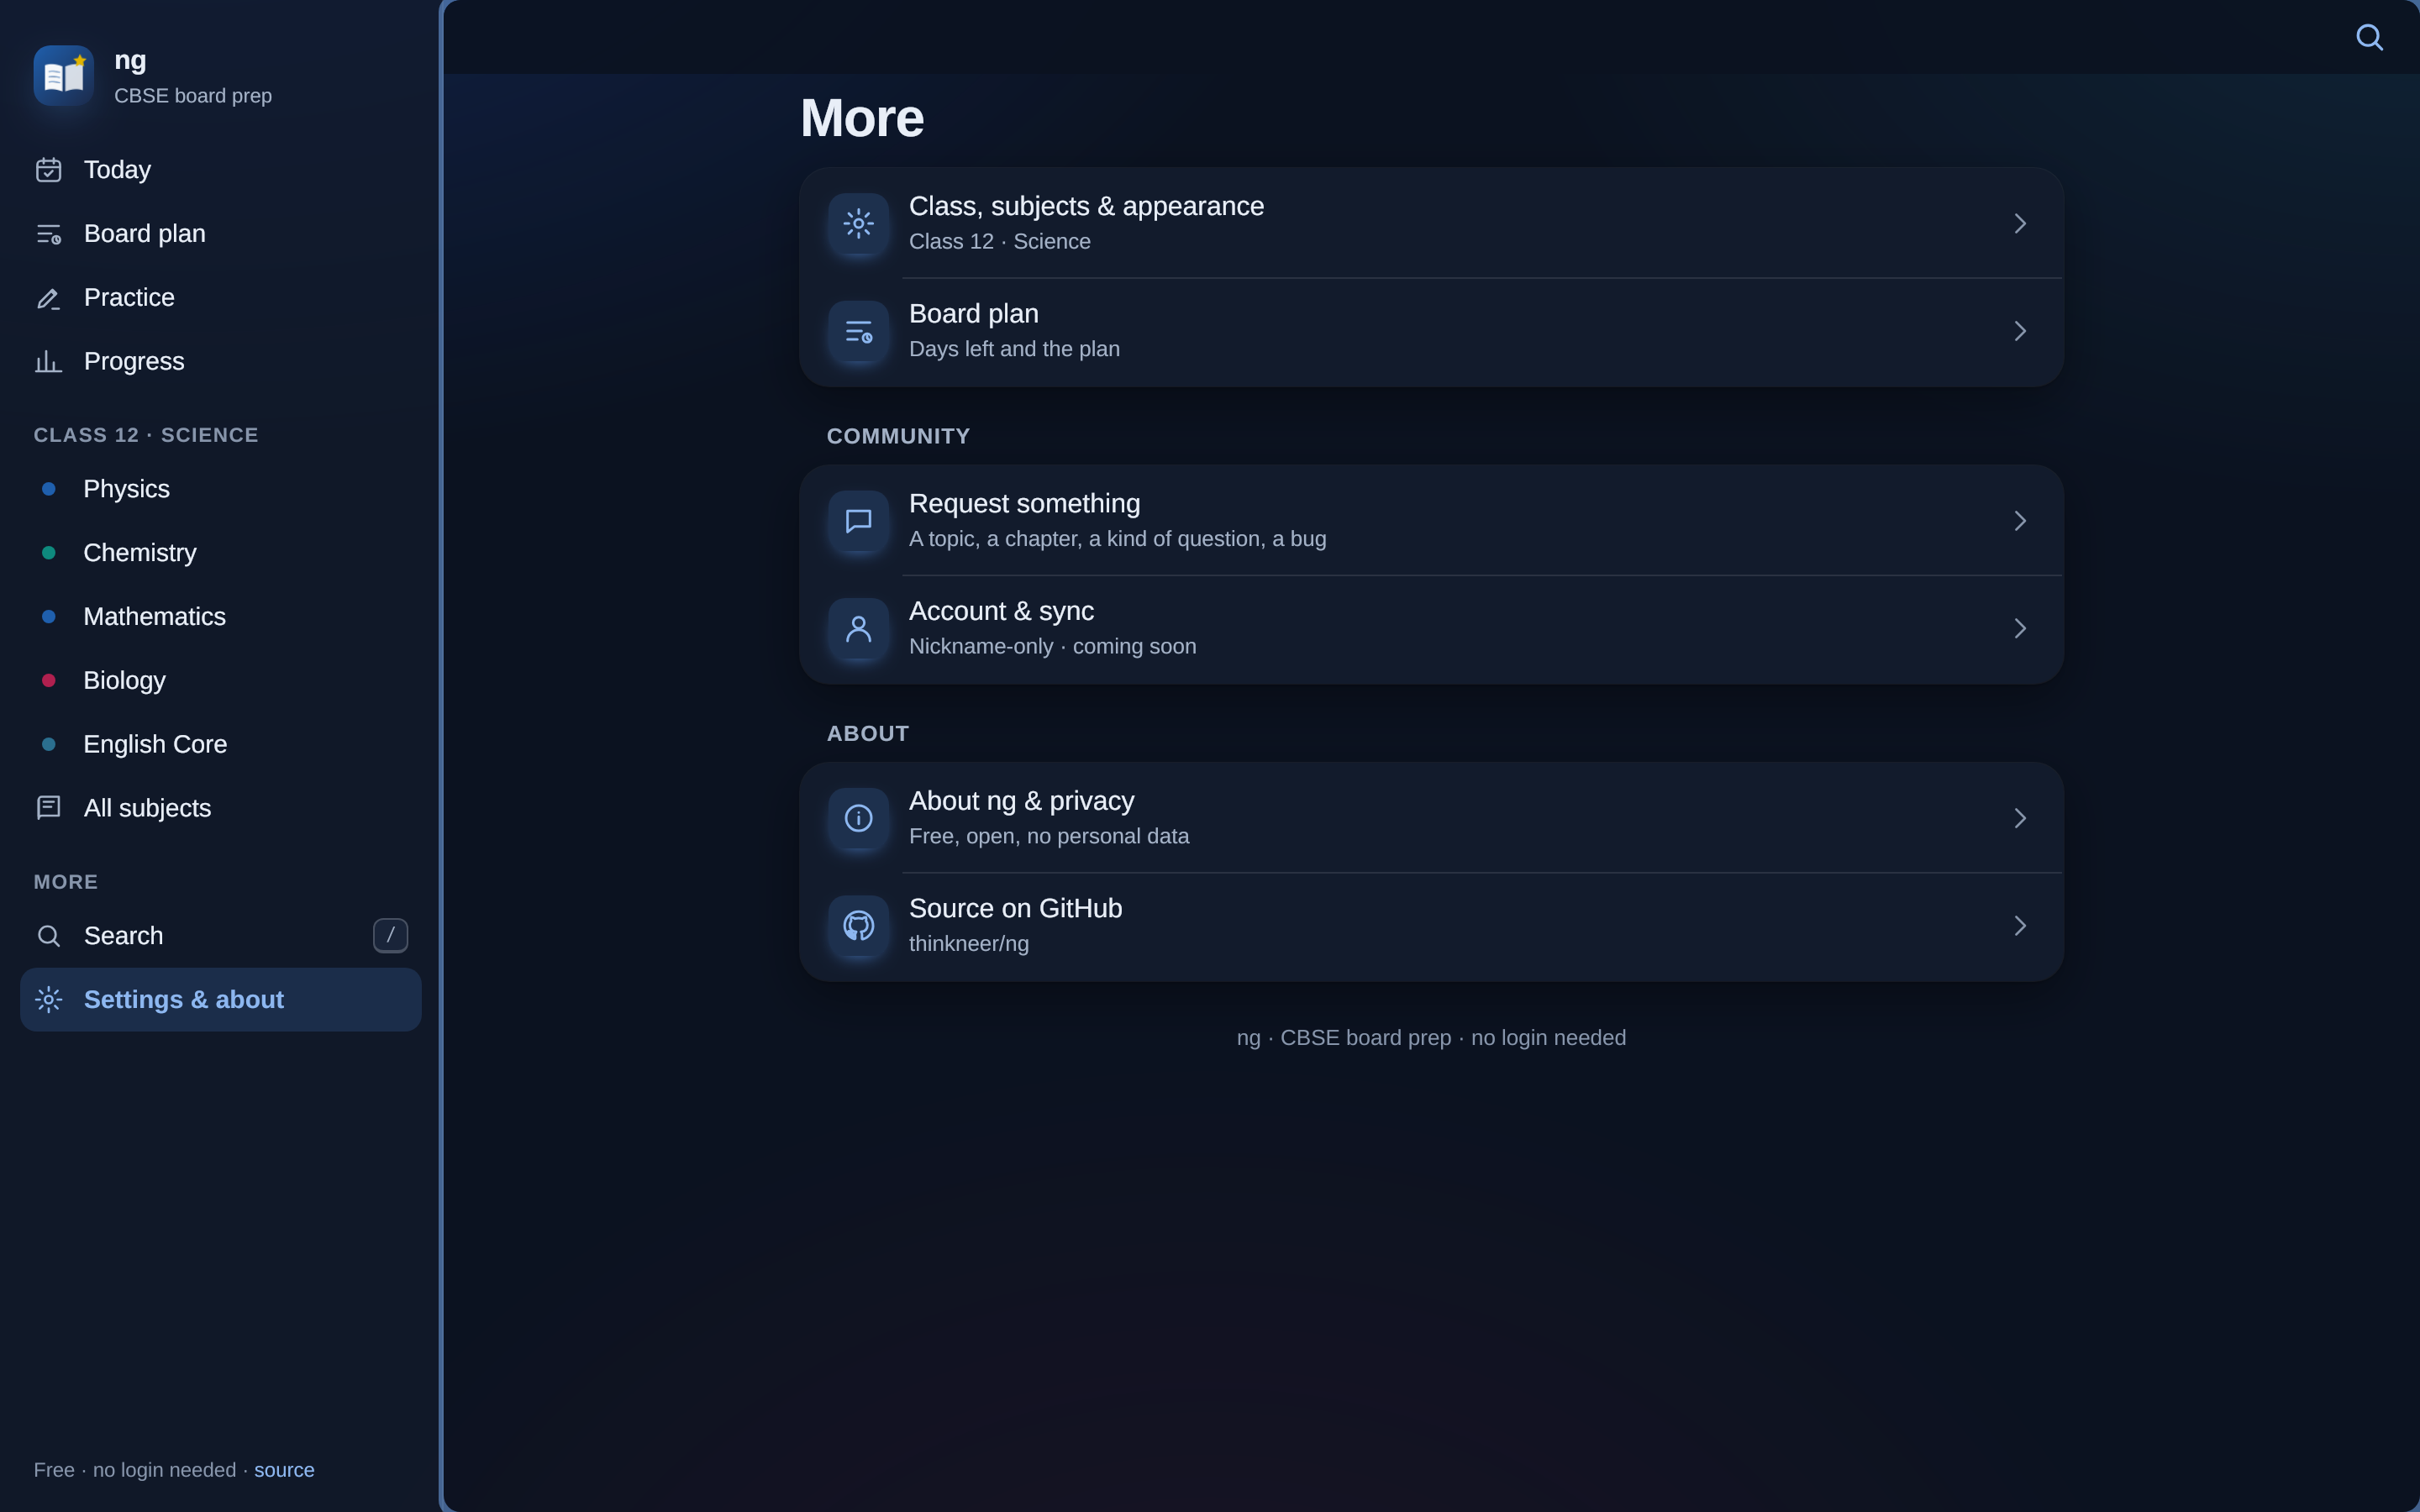 ng
CBSE board prep
Today
Board plan
Practice
Progress
CLASS 12 · SCIENCE
Physics
Chemistry
Mathematics
Biology
English Core
All subjects
MORE
Search /
Settings & about
Free · no login needed · source
More
Class, subjects & appearance
Class 12 · Science
Board plan
Days left and the plan
COMMUNITY
Request something
A topic, a chapter, a kind of question, a bug
Account & sync
Nickname-only · coming soon
ABOUT
About ng & privacy
Free, open, no personal data
Source on GitHub
thinkneer/ng
ng · CBSE board prep · no login needed